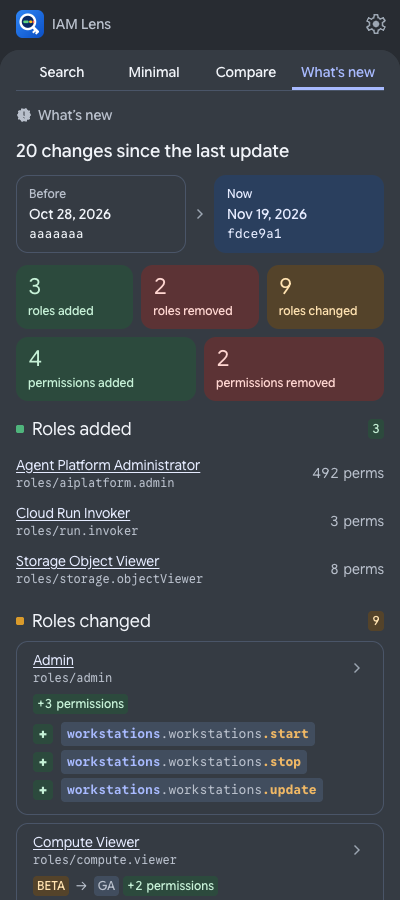 IAM Lens
Search Minimal Compare What's new
What's new
20 changes since the last update
Before
Oct 28, 2026
aaaaaaa
Now
Nov 19, 2026
fdce9a1
3
roles added
2
roles removed
9
roles changed
4
permissions added
2
permissions removed
Roles added 3
Agent Platform Administrator
roles/aiplatform.admin
492 perms
Cloud Run Invoker
roles/run.invoker
3 perms
Storage Object Viewer
roles/storage.objectViewer
8 perms
Roles changed 9
Admin
roles/admin
+3 permissions
+ workstations.workstations.start
+ workstations.workstations.stop
+ workstations.workstations.update
Compute Viewer
roles/compute.viewer
BETA → GA +2 permissions